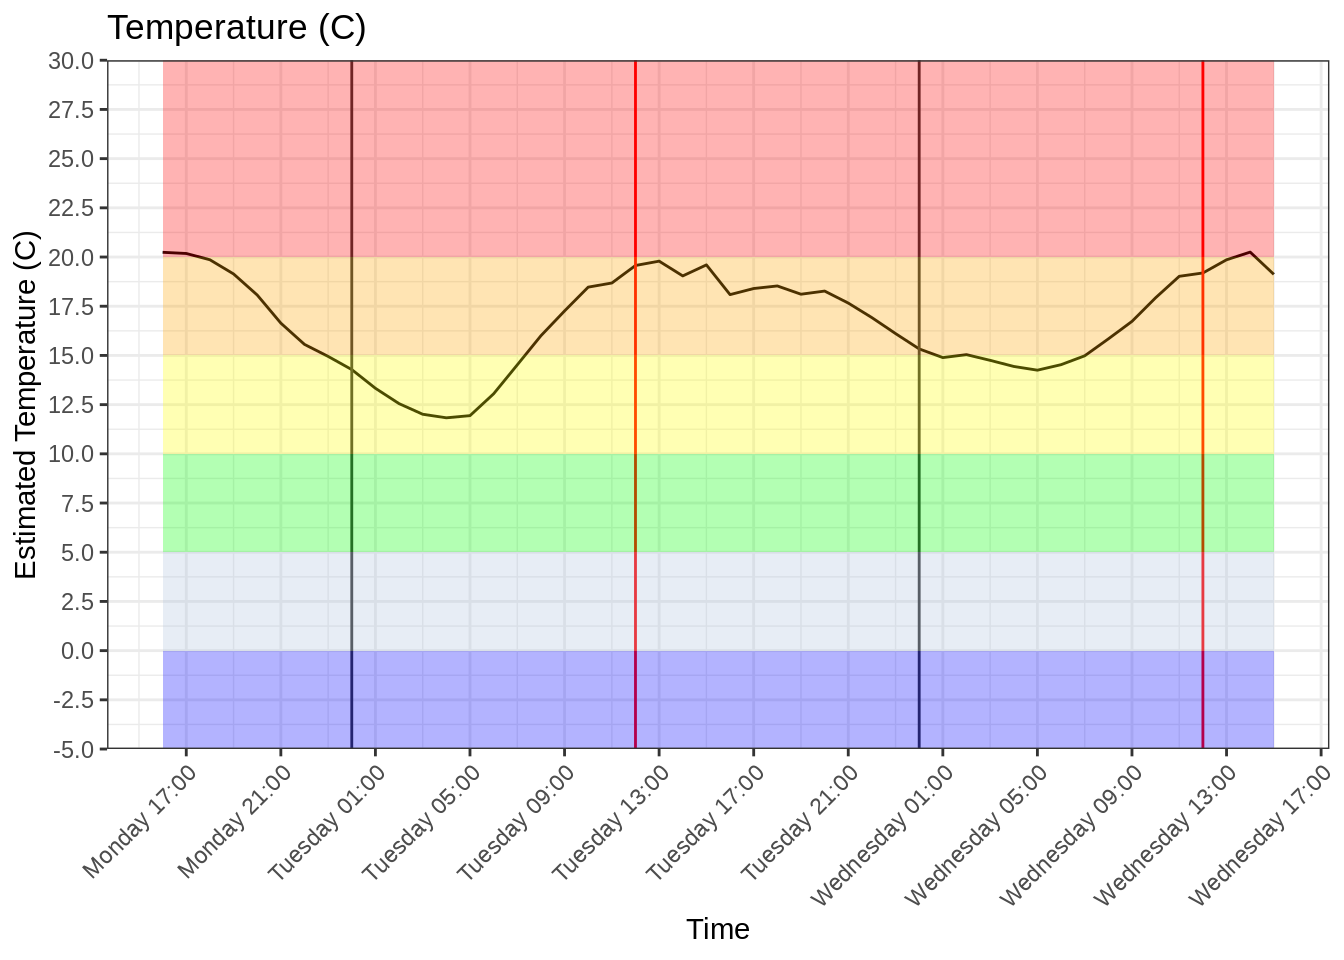 Temperature (C)
Estimated Temperature (C)
30.0
27.5
25.0
22.5
20.0
17.5
15.0
12.5
10.0
7.5
5.0
2.5
0.0
-2.5
-5.0
Monday 17:00
Monday 21:00
Tuesday 01:00
Tuesday 05:00
Tuesday 09:00
Tuesday 13:00
Tuesday 17:00
Tuesday 21:00
Wednesday 01:00
Wednesday 05:00
Wednesday 09:00
Wednesday 13:00
Wednesday 17:00
Time